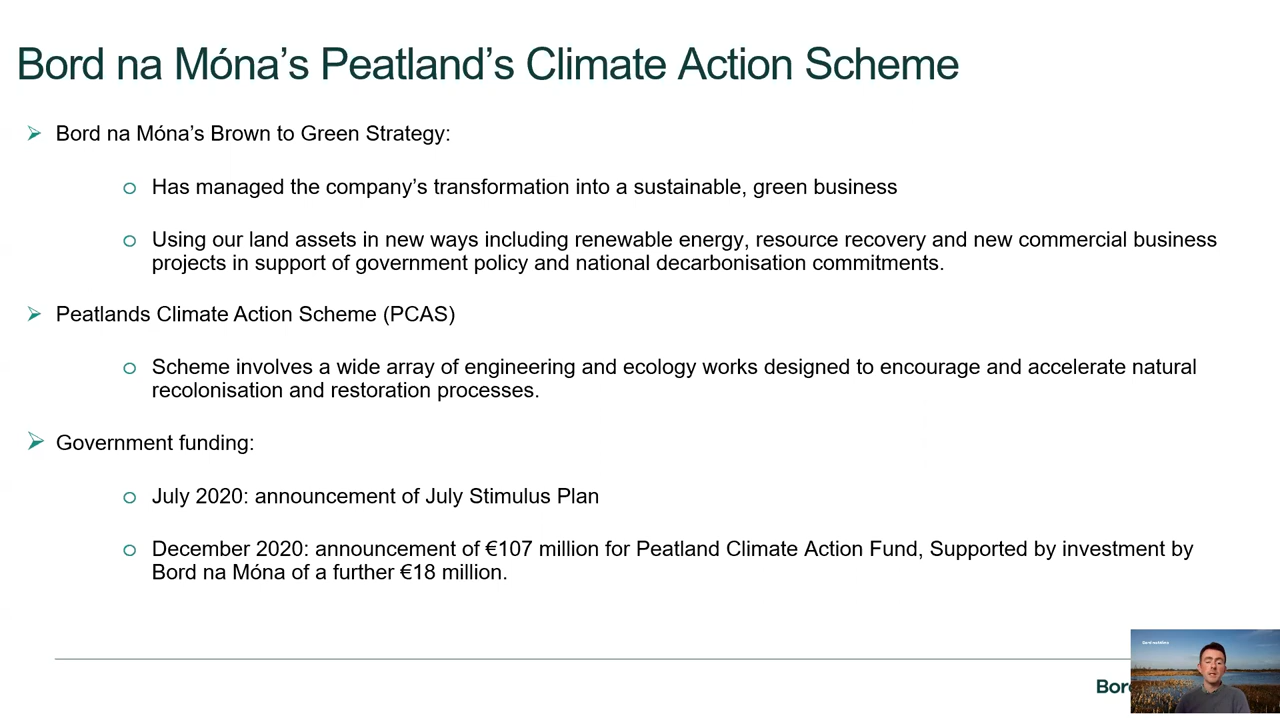 Bord na Móna’s Peatland’s Climate Action Scheme
Bord na Móna’s Brown to Green Strategy:
Has managed the company’s transformation into a sustainable, green business
Using our land assets in new ways including renewable energy, resource recovery and new commercial business
projects in support of government policy and national decarbonisation commitments.
Peatlands Climate Action Scheme (PCAS)
Scheme involves a wide array of engineering and ecology works designed to encourage and accelerate natural
recolonisation and restoration processes.
Government funding:
July 2020: announcement of July Stimulus Plan
December 2020: announcement of €107 million for Peatland Climate Action Fund, Supported by investment by
Bord na Móna of a further €18 million.
Bord naMóna